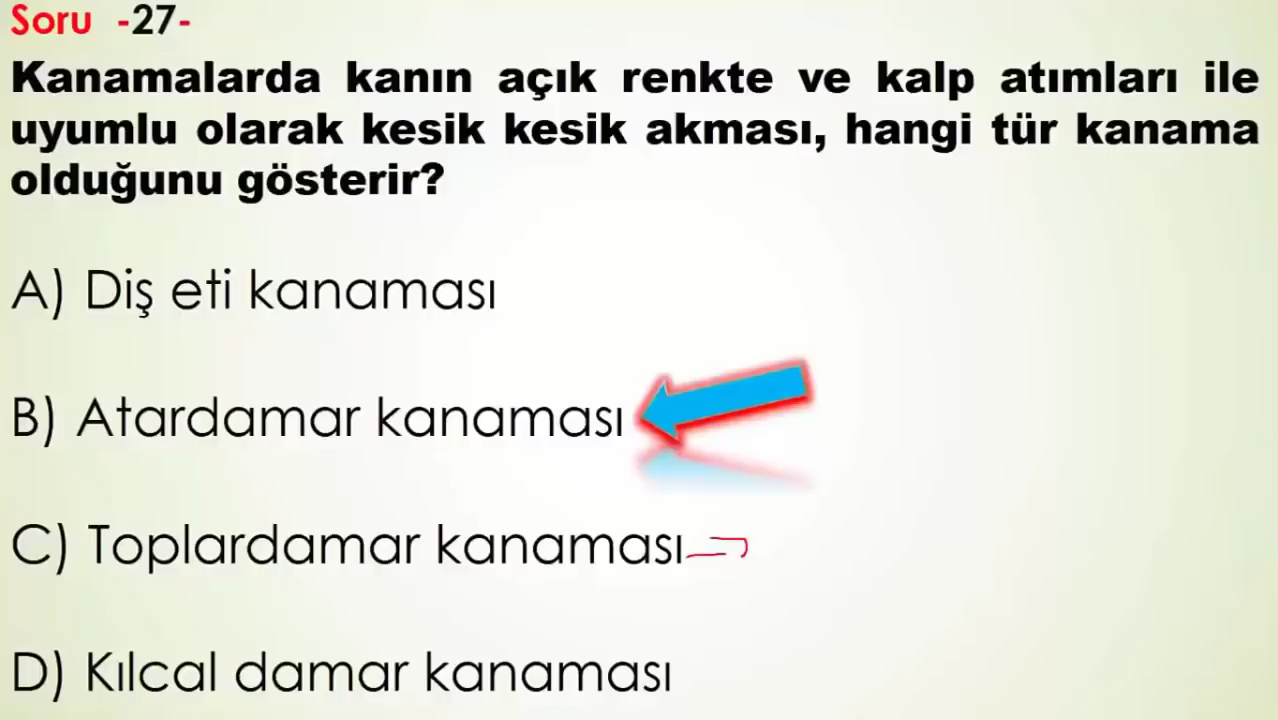 Soru -27-
Kanamalarda kanın açık renkte ve kalp atımları ile
uyumlu olarak kesik kesik akması, hangi tür kanama
olduğunu gösterir?
A) Diş eti kanaması
B) Atardamar kanaması
C) Toplardamar kanaması
D) Kılcal damar kanaması